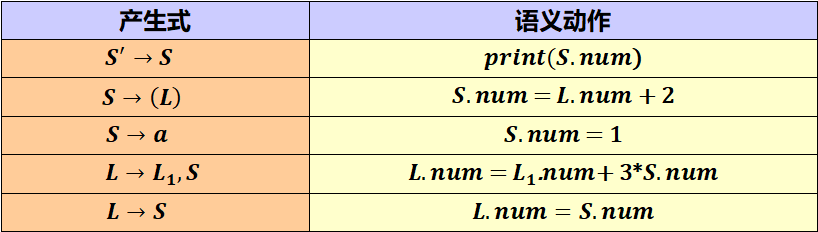 产生式 语义动作
S′ → S print(S.num)
S → (L) S.num = L.num + 2
S → a S.num = 1
L → L₁, S L.num = L₁.num + 3*S.num
L → S L.num = S.num